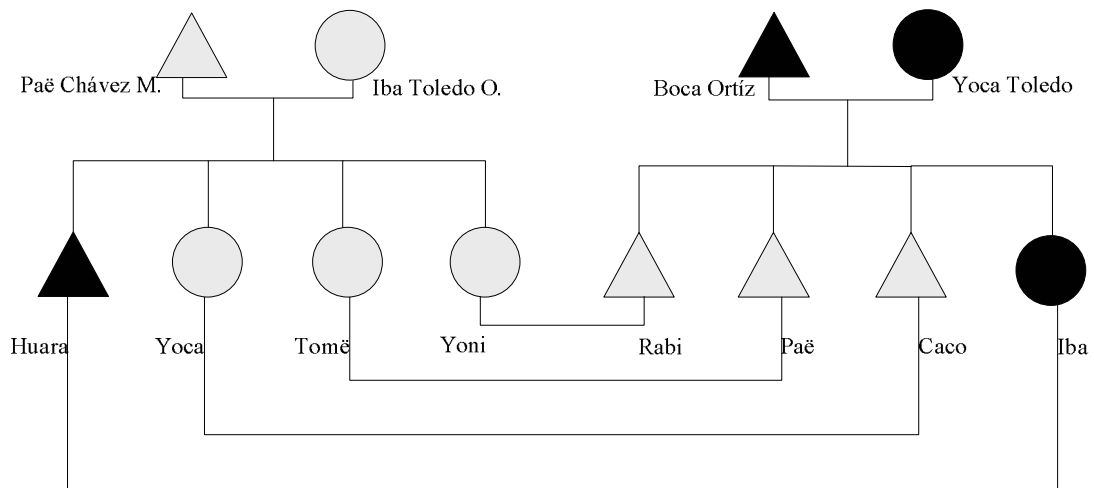 Paë Chávez M.
Iba Toledo O.
Boca Ortíz
Yoca Toledo
Huara
Yoca
Tomë
Yoni
Rabi
Paë
Caco
Iba